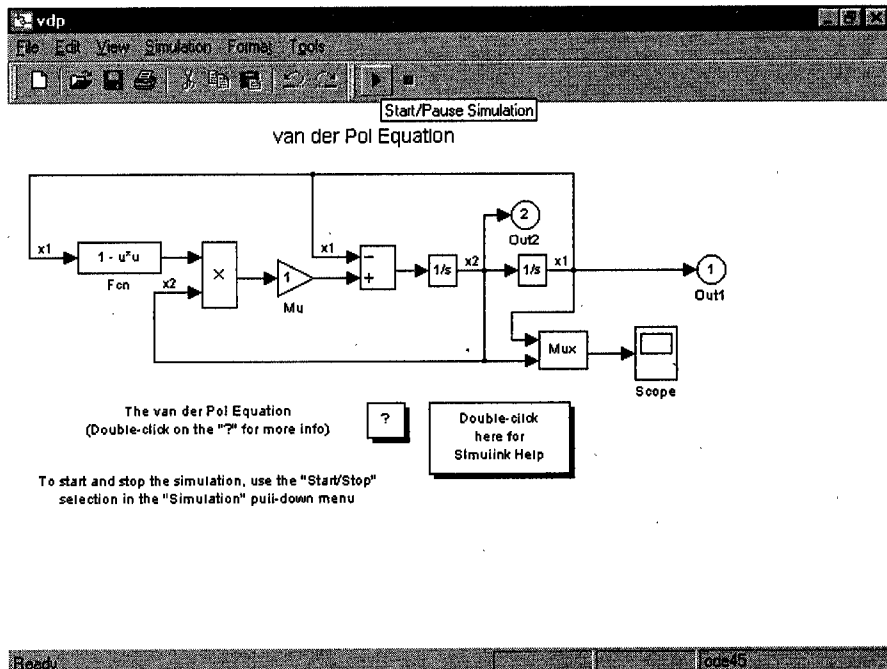 vdp
File Edit View Simulation Format Tools
Start/Pause Simulation
van der Pol Equation
x1
1 - u*u
Fcn
x2
×
1
Mu
x1
−
+
1/s
x2
2
Out2
1/s
x1
1
Out1
Mux
Scope
The van der Pol Equation
(Double-click on the "?" for more info)
?
Double-click
here for
Simulink Help
To start and stop the simulation, use the "Start/Stop"
selection in the "Simulation" pull-down menu
Ready
ode45